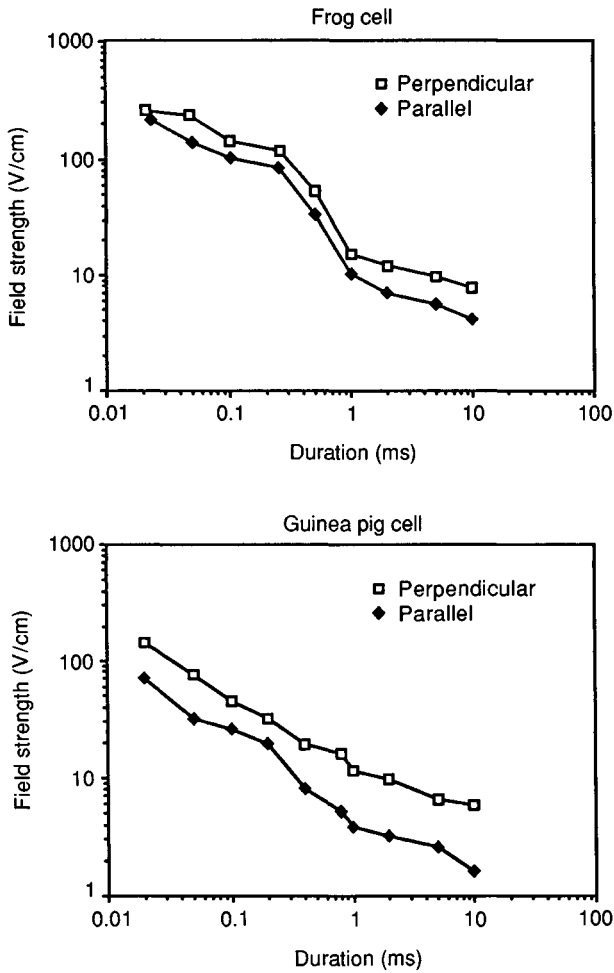 Frog cell
1000
100
10
1
Field strength (V/cm)
Perpendicular
Parallel
0.01 0.1 1 10 100
Duration (ms)
Guinea pig cell
1000
100
10
1
Field strength (V/cm)
Perpendicular
Parallel
0.01 0.1 1 10 100
Duration (ms)